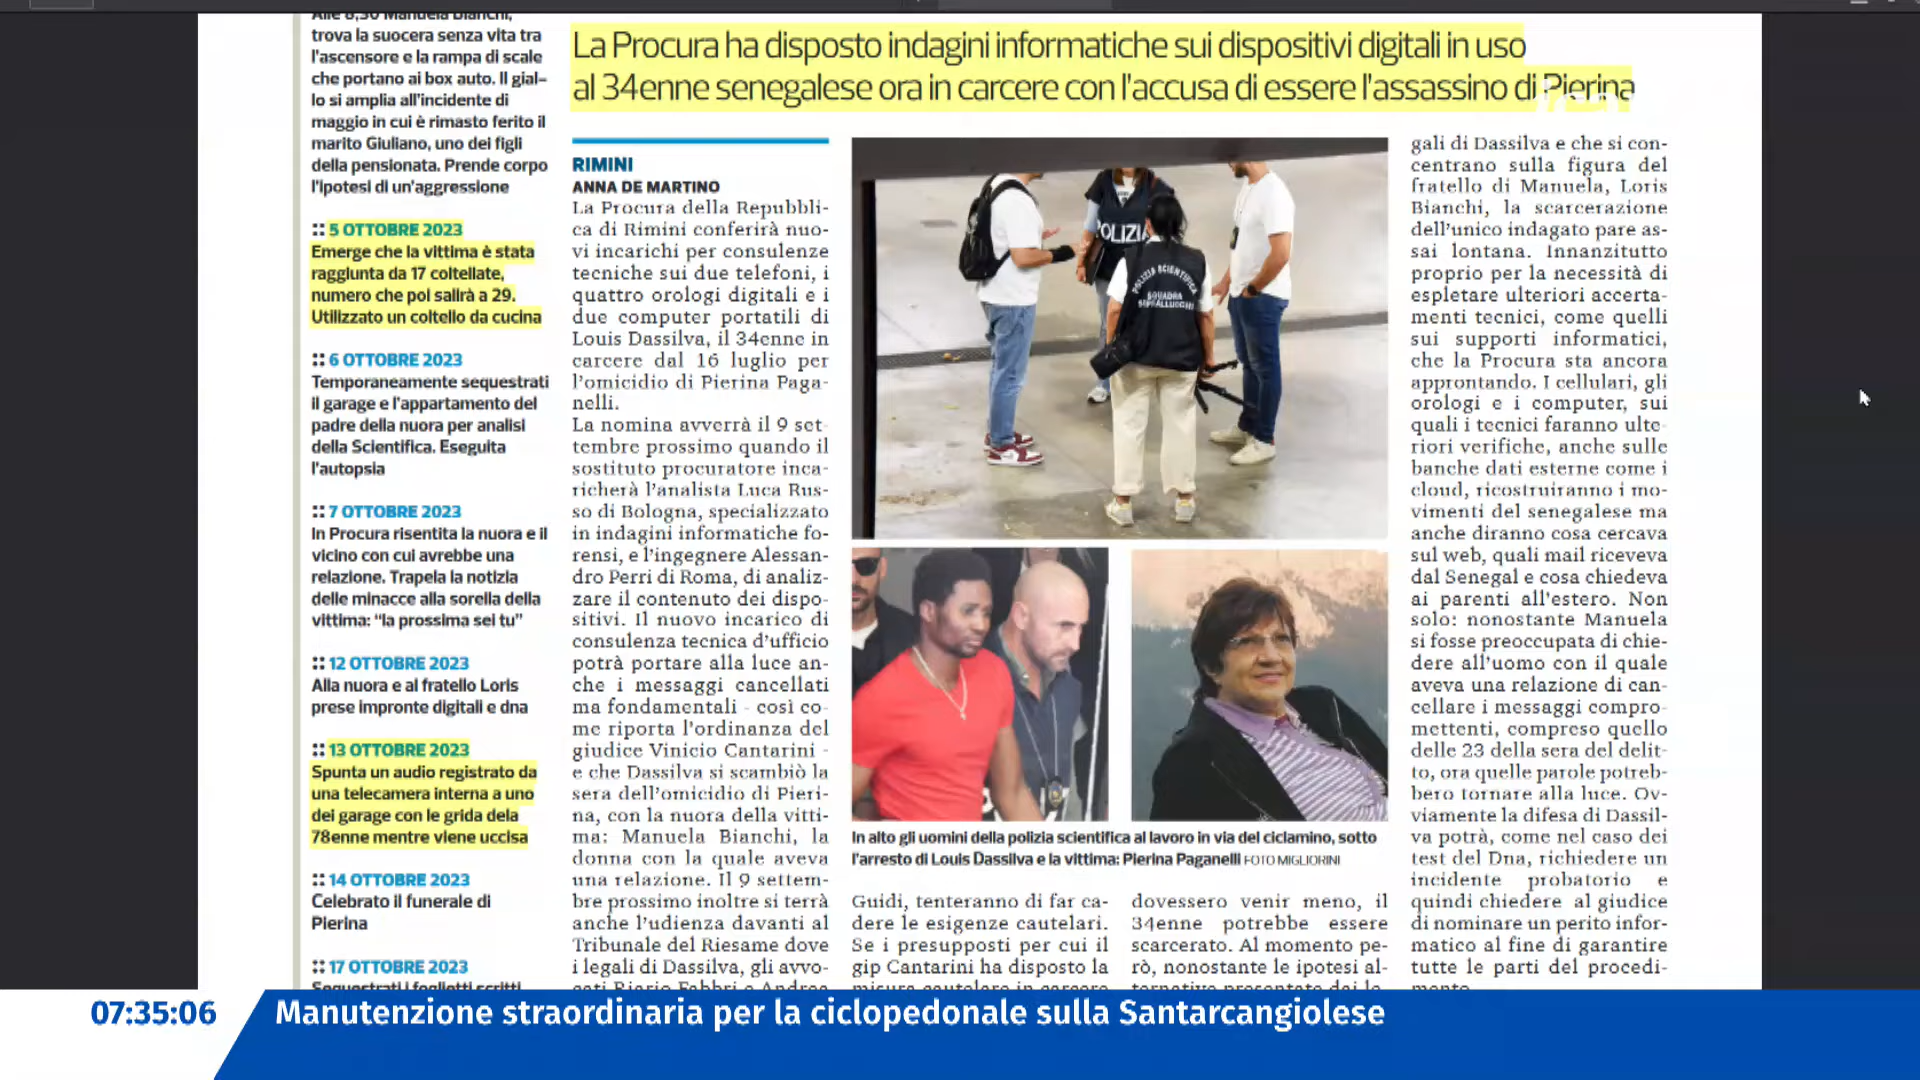 Alle 8,30 Manuela Bianchi,
trova la suocera senza vita tra
l'ascensore e la rampa di scale
che portano ai box auto. Il gial-
lo si amplia all'incidente di
maggio in cui è rimasto ferito il
marito Giuliano, uno dei figli
della pensionata. Prende corpo
l'ipotesi di un'aggressione
:: 5 OTTOBRE 2023
Emerge che la vittima è stata
raggiunta da 17 coltellate,
numero che poi salirà a 29.
Utilizzato un coltello da cucina
:: 6 OTTOBRE 2023
Temporaneamente sequestrati
il garage e l'appartamento del
padre della nuora per analisi
della Scientifica. Eseguita
l'autopsia
:: 7 OTTOBRE 2023
In Procura risentita la nuora e il
vicino con cui avrebbe una
relazione. Trapela la notizia
delle minacce alla sorella della
vittima: “la prossima sei tu”
:: 12 OTTOBRE 2023
Alla nuora e al fratello Loris
prese impronte digitali e dna
:: 13 OTTOBRE 2023
Spunta un audio registrato da
una telecamera interna a uno
dei garage con le grida dela
78enne mentre viene uccisa
:: 14 OTTOBRE 2023
Celebrato il funerale di
Pierina
:: 17 OTTOBRE 2023
Sequestrati i foglietti scritti
La Procura ha disposto indagini informatiche sui dispositivi digitali in uso
al 34enne senegalese ora in carcere con l'accusa di essere l'assassino di Pierina
RIMINI
ANNA DE MARTINO
La Procura della Repubbli-
ca di Rimini conferirà nuo-
vi incarichi per consulenze
tecniche sui due telefoni, i
quattro orologi digitali e i
due computer portatili di
Louis Dassilva, il 34enne in
carcere dal 16 luglio per
l'omicidio di Pierina Paga-
nelli.
La nomina avverrà il 9 set-
tembre prossimo quando il
sostituto procuratore inca-
richerà l'analista Luca Rus-
so di Bologna, specializzato
in indagini informatiche fo-
rensi, e l'ingegnere Alessan-
dro Perri di Roma, di analiz-
zare il contenuto dei dispo-
sitivi. Il nuovo incarico di
consulenza tecnica d'ufficio
potrà portare alla luce an-
che i messaggi cancellati
ma fondamentali - così co-
me riporta l'ordinanza del
giudice Vinicio Cantarini -
e che Dassilva si scambiò la
sera dell'omicidio di Pieri-
na, con la nuora della vitti-
ma: Manuela Bianchi, la
donna con la quale aveva
una relazione. Il 9 settem-
bre prossimo inoltre si terrà
anche l'udienza davanti al
Tribunale del Riesame dove
i legali di Dassilva, gli avvo-
cati Riario Fabbri e Andrea
POLIZIA
POLIZIA SCIENTIFICA
SQUADRA
SOPRALLUOGHI
In alto gli uomini della polizia scientifica al lavoro in via del ciclamino, sotto
l'arresto di Louis Dassilva e la vittima: Pierina Paganelli FOTO MIGLIORINI
Guidi, tenteranno di far ca-
dere le esigenze cautelari.
Se i presupposti per cui il
gip Cantarini ha disposto la
misura cautelare in carcere
dovessero venir meno, il
34enne potrebbe essere
scarcerato. Al momento pe-
rò, nonostante le ipotesi al-
ternative presentate dai le-
gali di Dassilva e che si con-
centrano sulla figura del
fratello di Manuela, Loris
Bianchi, la scarcerazione
dell'unico indagato pare as-
sai lontana. Innanzitutto
proprio per la necessità di
espletare ulteriori accerta-
menti tecnici, come quelli
sui supporti informatici,
che la Procura sta ancora
approntando. I cellulari, gli
orologi e i computer, sui
quali i tecnici faranno ulte-
riori verifiche, anche sulle
banche dati esterne come i
cloud, ricostruiranno i mo-
vimenti del senegalese ma
anche diranno cosa cercava
sul web, quali mail riceveva
dal Senegal e cosa chiedeva
ai parenti all'estero. Non
solo: nonostante Manuela
si fosse preoccupata di chie-
dere all'uomo con il quale
aveva una relazione di can-
cellare i messaggi compro-
mettenti, compreso quello
delle 23 della sera del delit-
to, ora quelle parole potreb-
bero tornare alla luce. Ov-
viamente la difesa di Dassil-
va potrà, come nel caso dei
test del Dna, richiedere un
incidente probatorio e
quindi chiedere al giudice
di nominare un perito infor-
matico al fine di garantire
tutte le parti del procedi-
mento.
07:35:06
Manutenzione straordinaria per la ciclopedonale sulla Santarcangiolese